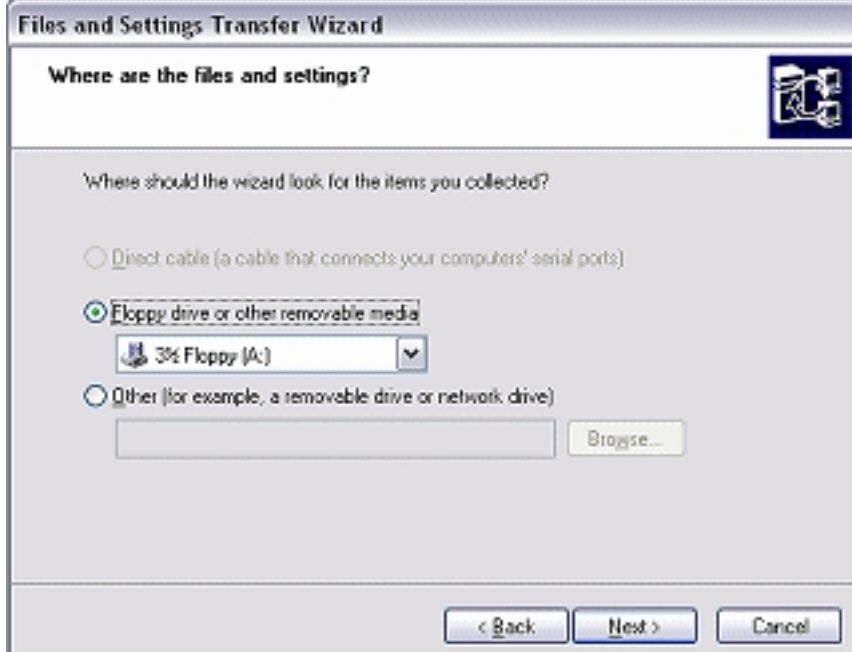 Files and Settings Transfer Wizard
Where are the files and settings?
Where should the wizard look for the items you collected?
Direct cable (a cable that connects your computers' serial ports)
Floppy drive or other removable media
3½ Floppy (A:)
Other (for example, a removable drive or network drive)
Browse...
< Back Next > Cancel